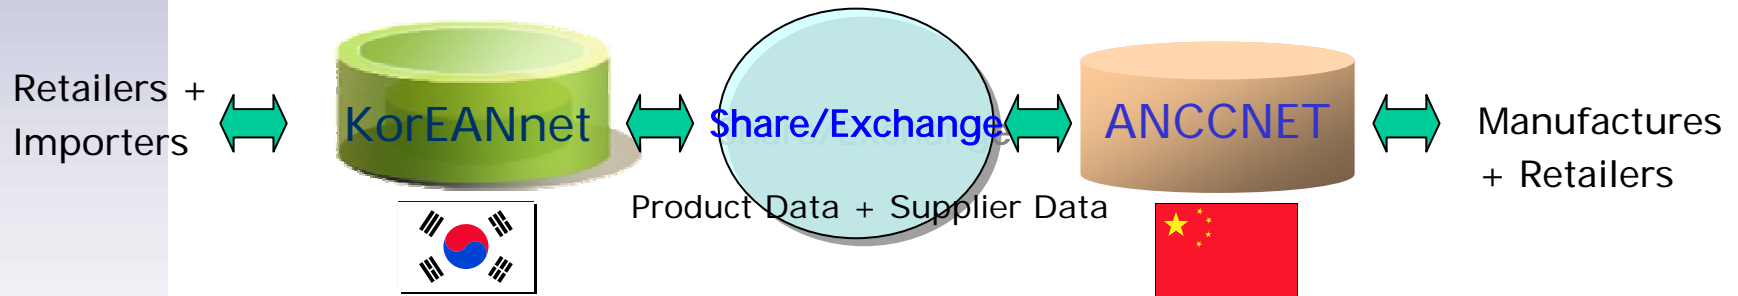 Retailers +
Importers
KorEANnet
Share/Exchange
Product Data + Supplier Data
ANCCNET
Manufactures
+ Retailers